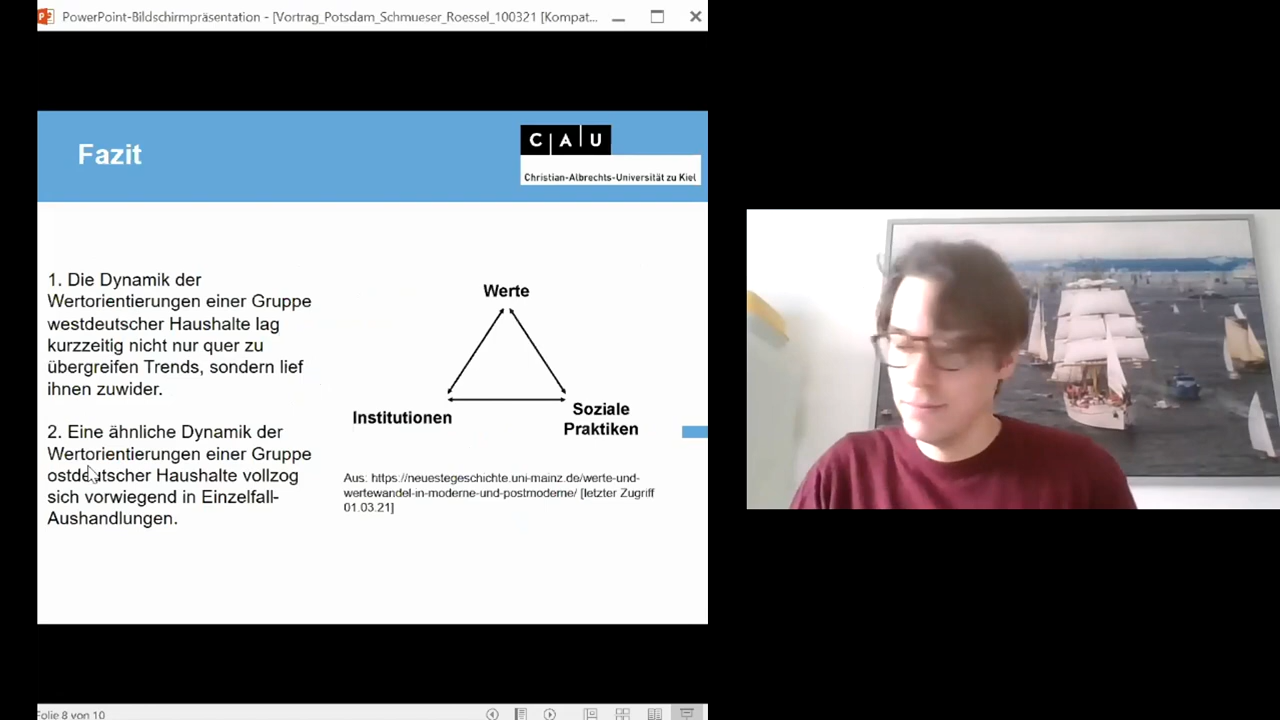 PowerPoint-Bildschirmpräsentation - [Vortrag_Potsdam_Schmueser_Roessel_100321 [Kompat...
Fazit
C A U
Christian-Albrechts-Universität zu Kiel
1. Die Dynamik der
Wertorientierungen einer Gruppe
westdeutscher Haushalte lag
kurzzeitig nicht nur quer zu
übergreifen Trends, sondern lief
ihnen zuwider.
2. Eine ähnliche Dynamik der
Wertorientierungen einer Gruppe
ostdeutscher Haushalte vollzog
sich vorwiegend in Einzelfall-
Aushandlungen.
Werte
Institutionen
Soziale
Praktiken
Aus: https://neuestegeschichte.uni-mainz.de/werte-und-
wertewandel-in-moderne-und-postmoderne/ [letzter Zugriff
01.03.21]
Folie 8 von 10